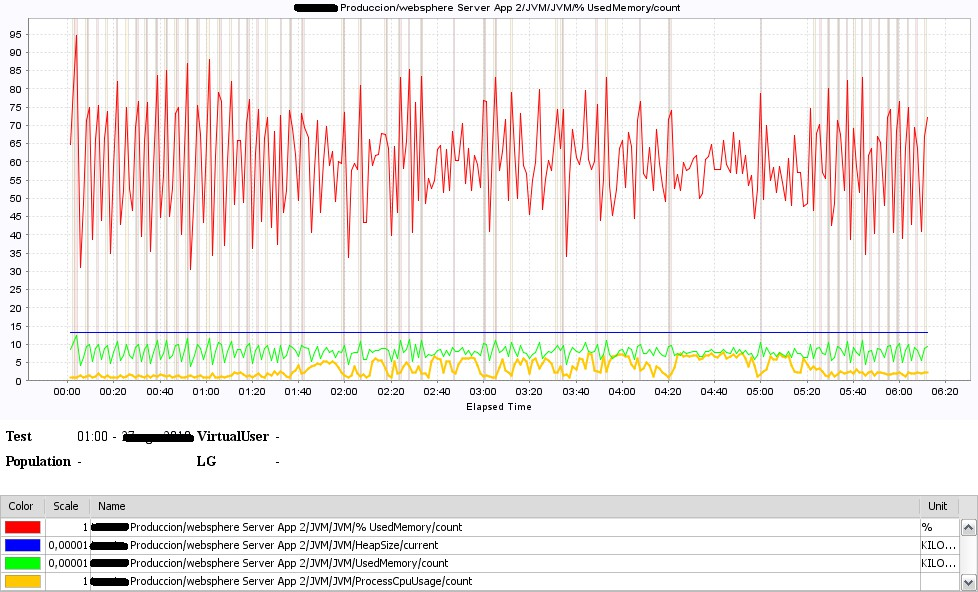 Produccion/websphere Server App 2/JVM/JVM/% UsedMemory/count
95
90
85
80
75
70
65
60
55
50
45
40
35
30
25
20
15
10
5
0
00:00 00:20 00:40 01:00 01:20 01:40 02:00 02:20 02:40 03:00 03:20 03:40 04:00 04:20 04:40 05:00 05:20 05:40 06:00 06:20
Elapsed Time
Test 01:00 - VirtualUser -
Population - LG -
Color Scale Name Unit
1 Produccion/websphere Server App 2/JVM/JVM/% UsedMemory/count %
0,00001 Produccion/websphere Server App 2/JVM/JVM/HeapSize/current KILO...
0,00001 Produccion/websphere Server App 2/JVM/JVM/UsedMemory/count KILO...
1 Produccion/websphere Server App 2/JVM/JVM/ProcessCpuUsage/count